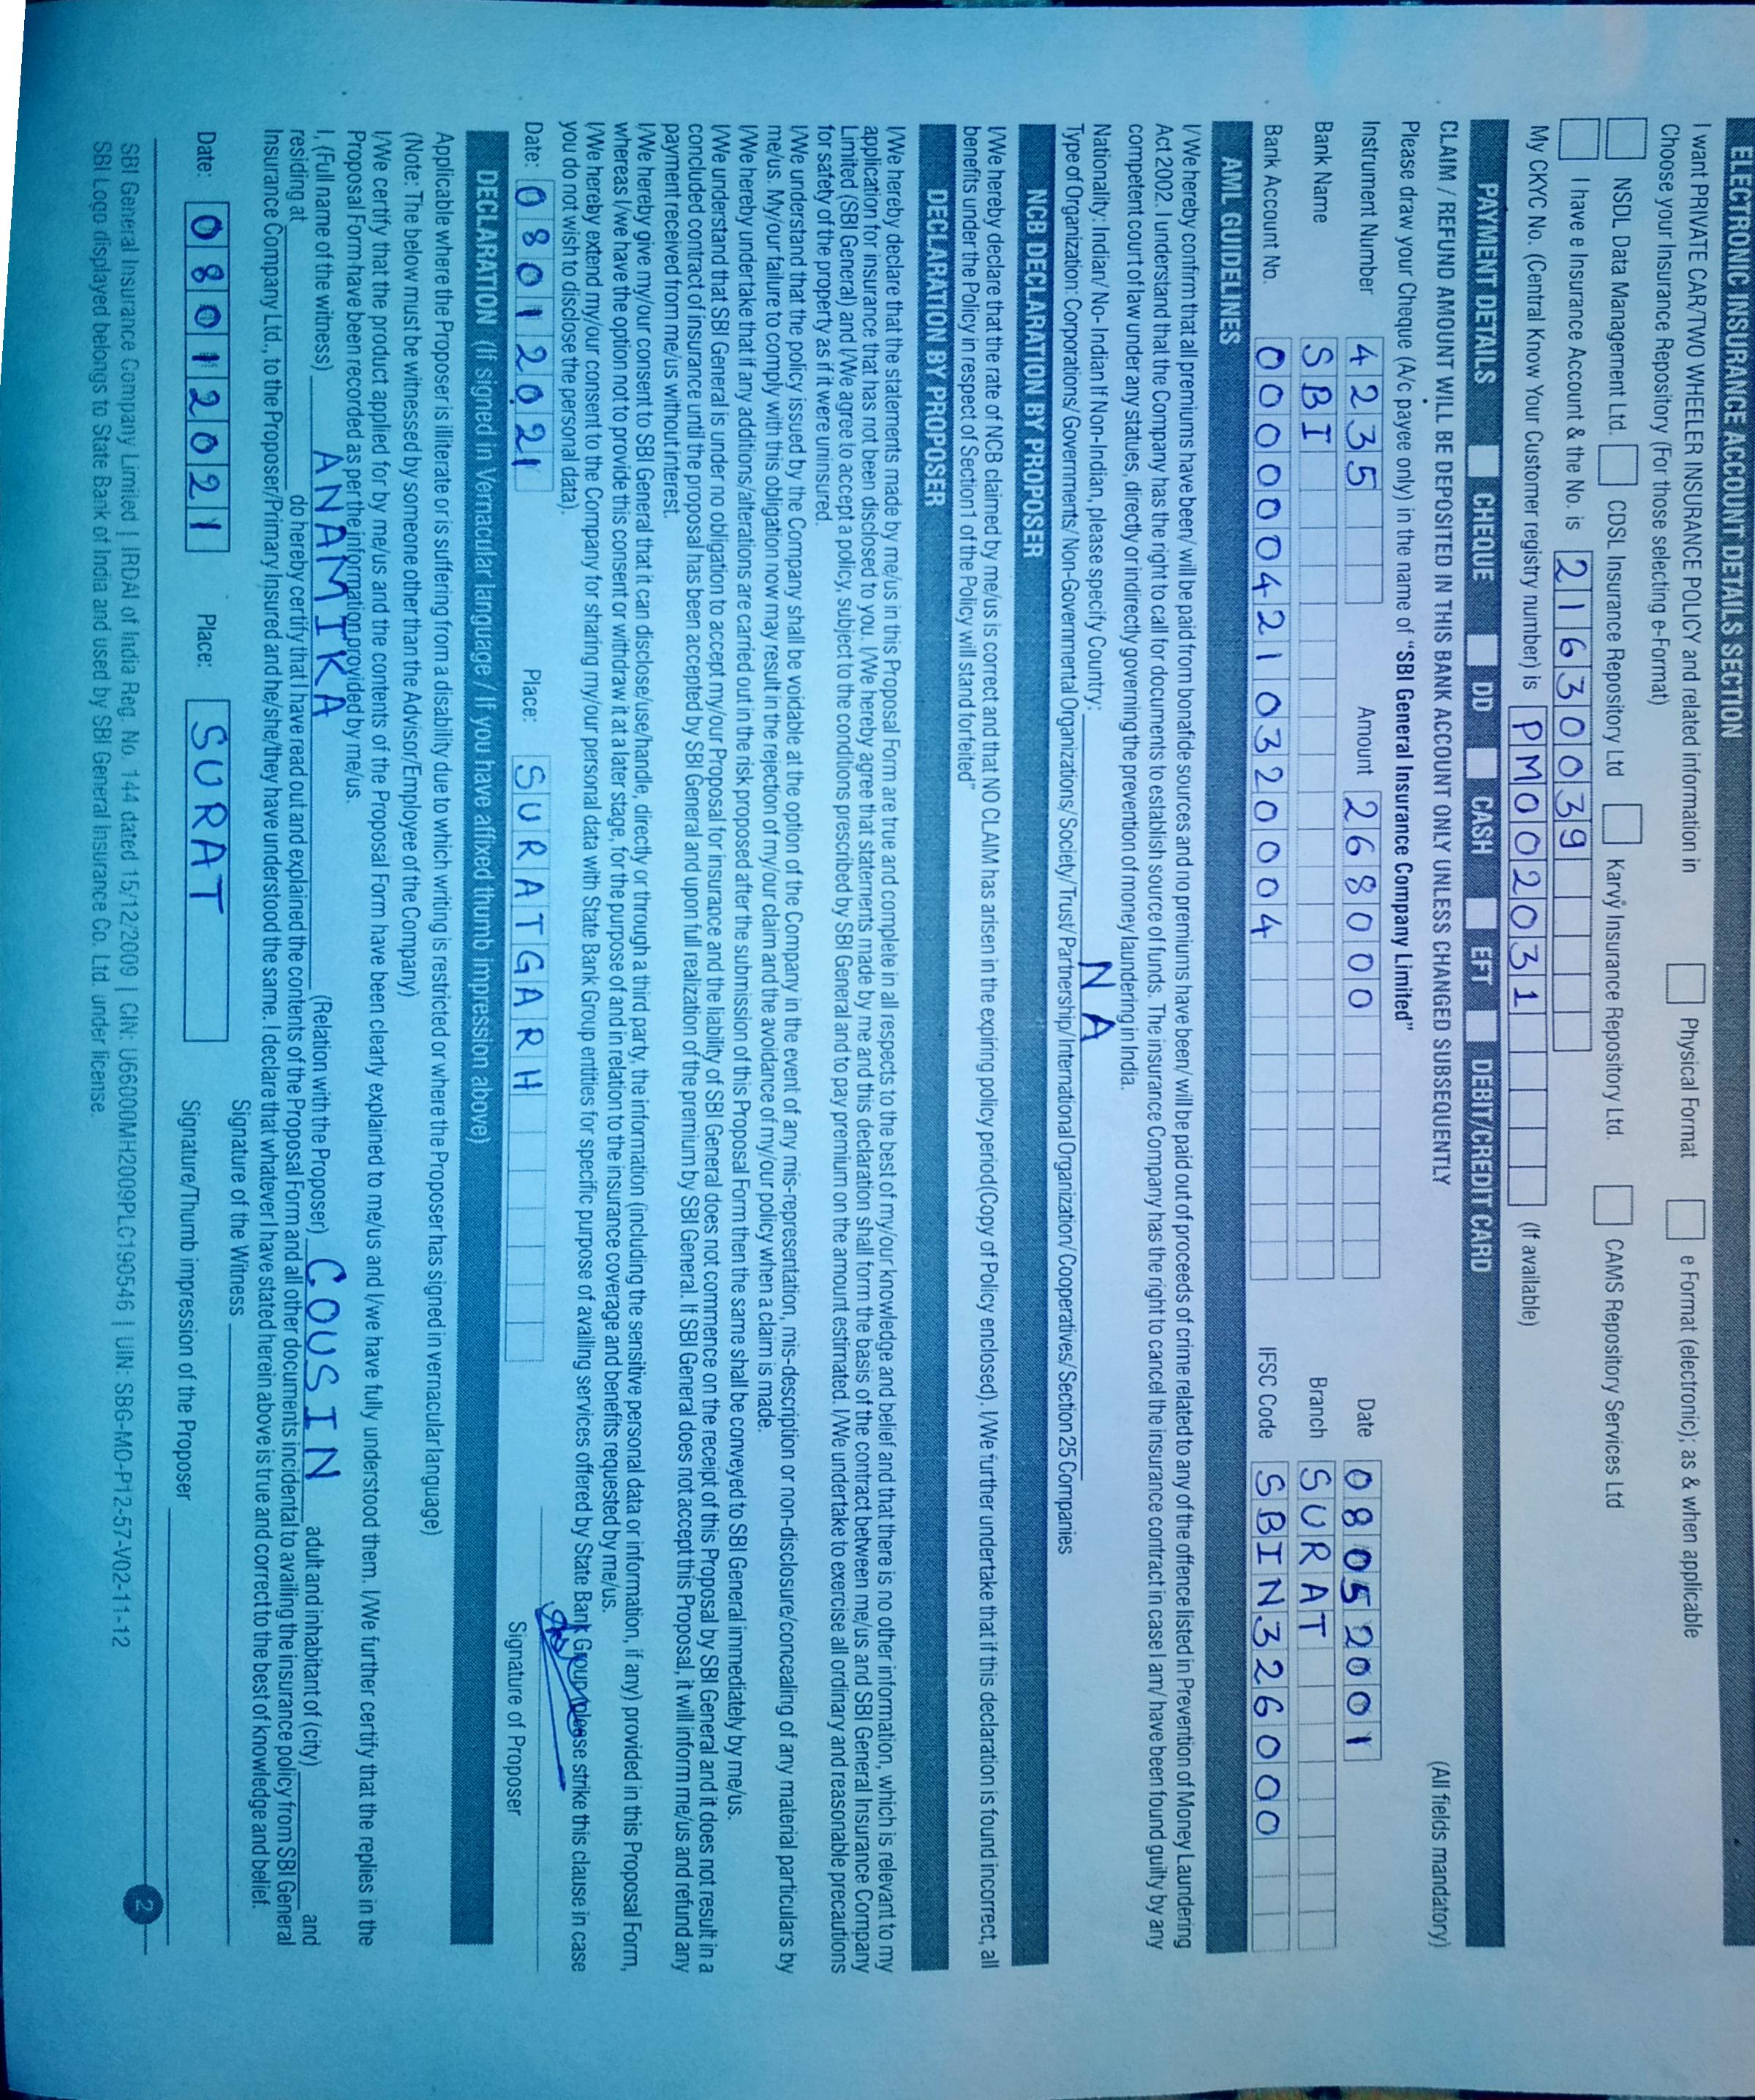 ELECTRONIC INSURANCE ACCOUNT DETAILS SECTION
I want PRIVATE CAR/TWO WHEELER INSURANCE POLICY and related information in Physical Format e Format (electronic); as & when applicable
Choose your Insurance Repository (For those selecting e-Format)
NSDL Data Management Ltd. CDSL Insurance Repository Ltd Karvy Insurance Repository Ltd. CAMS Repository Services Ltd
I have e Insurance Account & the No. is 21630039
My CKYC No. (Central Know Your Customer registry number) is PM002031 (If available)
PAYMENT DETAILS CHEQUE DD CASH EFT DEBIT/CREDIT CARD
CLAIM / REFUND AMOUNT WILL BE DEPOSITED IN THIS BANK ACCOUNT ONLY UNLESS CHANGED SUBSEQUENTLY (All fields mandatory)
Please draw your Cheque (A/c payee only) in the name of “SBI General Insurance Company Limited”
Instrument Number 4235 Amount 268000 Date 08052001
Bank Name SBI Branch SURAT
Bank Account No. 0000004210320004 IFSC Code SBIN326000
AML GUIDELINES
I/We hereby confirm that all premiums have been/ will be paid from bonafide sources and no premiums have been/ will be paid out of proceeds of crime related to any of the offence listed in Prevention of Money Laundering
Act 2002. I understand that the Company has the right to call for documents to establish source of funds. The insurance Company has the right to cancel the insurance contract in case I am/ have been found guilty by any
competent court of law under any statues, directly or indirectly governing the prevention of money laundering in India.
Nationality: Indian/ No- Indian If Non-Indian, please specify Country: NA
Type of Organization: Corporations/ Governments/ Non-Governmental Organizations/ Society/ Trust/ Partnership/ International Organization/ Cooperatives/ Section 25 Companies
NCB DECLARATION BY PROPOSER
I/We hereby declare that the rate of NCB claimed by me/us is correct and that NO CLAIM has arisen in the expiring policy period(Copy of Policy enclosed). I/We further undertake that if this declaration is found incorrect, all
benefits under the Policy in respect of Section1 of the Policy will stand forfeited”
DECLARATION BY PROPOSER
I/We hereby declare that the statements made by me/us in this Proposal Form are true and complete in all respects to the best of my/our knowledge and belief and that there is no other information, which is relevant to my
application for insurance that has not been disclosed to you. I/We hereby agree that statements made by me and this declaration shall form the basis of the contract between me/us and SBI General Insurance Company
Limited (SBI General) and I/We agree to accept a policy, subject to the conditions prescribed by SBI General and to pay premium on the amount estimated. I/We undertake to exercise all ordinary and reasonable precautions
for safety of the property as if it were uninsured.
I/We understand that the policy issued by the Company shall be voidable at the option of the Company in the event of any mis-representation, mis-description or non-disclosure/concealing of any material particulars by
me/us. My/our failure to comply with this obligation now may result in the rejection of my/our claim and the avoidance of my/our policy when a claim is made.
I/We hereby undertake that if any additions/alterations are carried out in the risk proposed after the submission of this Proposal Form then the same shall be conveyed to SBI General immediately by me/us.
I/We understand that SBI General is under no obligation to accept my/our Proposal for insurance and the liability of SBI General does not commence on the receipt of this Proposal by SBI General and it does not result in a
concluded contract of insurance until the proposal has been accepted by SBI General and upon full realization of the premium by SBI General. If SBI General does not accept this Proposal, it will inform me/us and refund any
payment received from me/us without interest.
I/We hereby give my/our consent to SBI General that it can disclose/use/handle, directly or through a third party, the information (including the sensitive personal data or information, if any) provided in this Proposal Form,
whereas I/we have the option not to provide this consent or withdraw it at a later stage, for the purpose of and in relation to the insurance coverage and benefits requested by me/us.
I/We hereby extend my/our consent to the Company for sharing my/our personal data with State Bank Group entities for specific purpose of availing services offered by State Bank Group (please strike this clause in case
you do not wish to disclose the personal data).
Date: 08012021 Place: SURATGARH
Signature of Proposer
DECLARATION (If signed in Vernacular language / If you have affixed thumb impression above)
Applicable where the Proposer is illiterate or is suffering from a disability due to which writing is restricted or where the Proposer has signed in vernacular language)
(Note: The below must be witnessed by someone other than the Advisor/Employee of the Company)
I/We certify that the product applied for by me/us and the contents of the Proposal Form have been clearly explained to me/us and I/we have fully understood them. I/We further certify that the replies in the
Proposal Form have been recorded as per the information provided by me/us.
I, (Full name of the witness) ANAMIKA (Relation with the Proposer) COUSIN adult and inhabitant of (city) and
residing at do hereby certify that I have read out and explained the contents of the Proposal Form and all other documents incidental to availing the insurance policy from SBI General
Insurance Company Ltd., to the Proposer/Primary Insured and he/she/they have understood the same. I declare that whatever I have stated herein above is true and correct to the best of knowledge and belief.
Signature of the Witness
Date: 08012021 Place: SURAT
Signature/Thumb impression of the Proposer
2
SBI General Insurance Company Limited | IRDAI of India Reg. No. 144 dated 15/12/2009 | CIN: U66000MH2009PLC190546 | UIN: SBG-MO-P12-57-V02-11-12
SBI Logo displayed belongs to State Bank of India and used by SBI General Insurance Co. Ltd. under license.